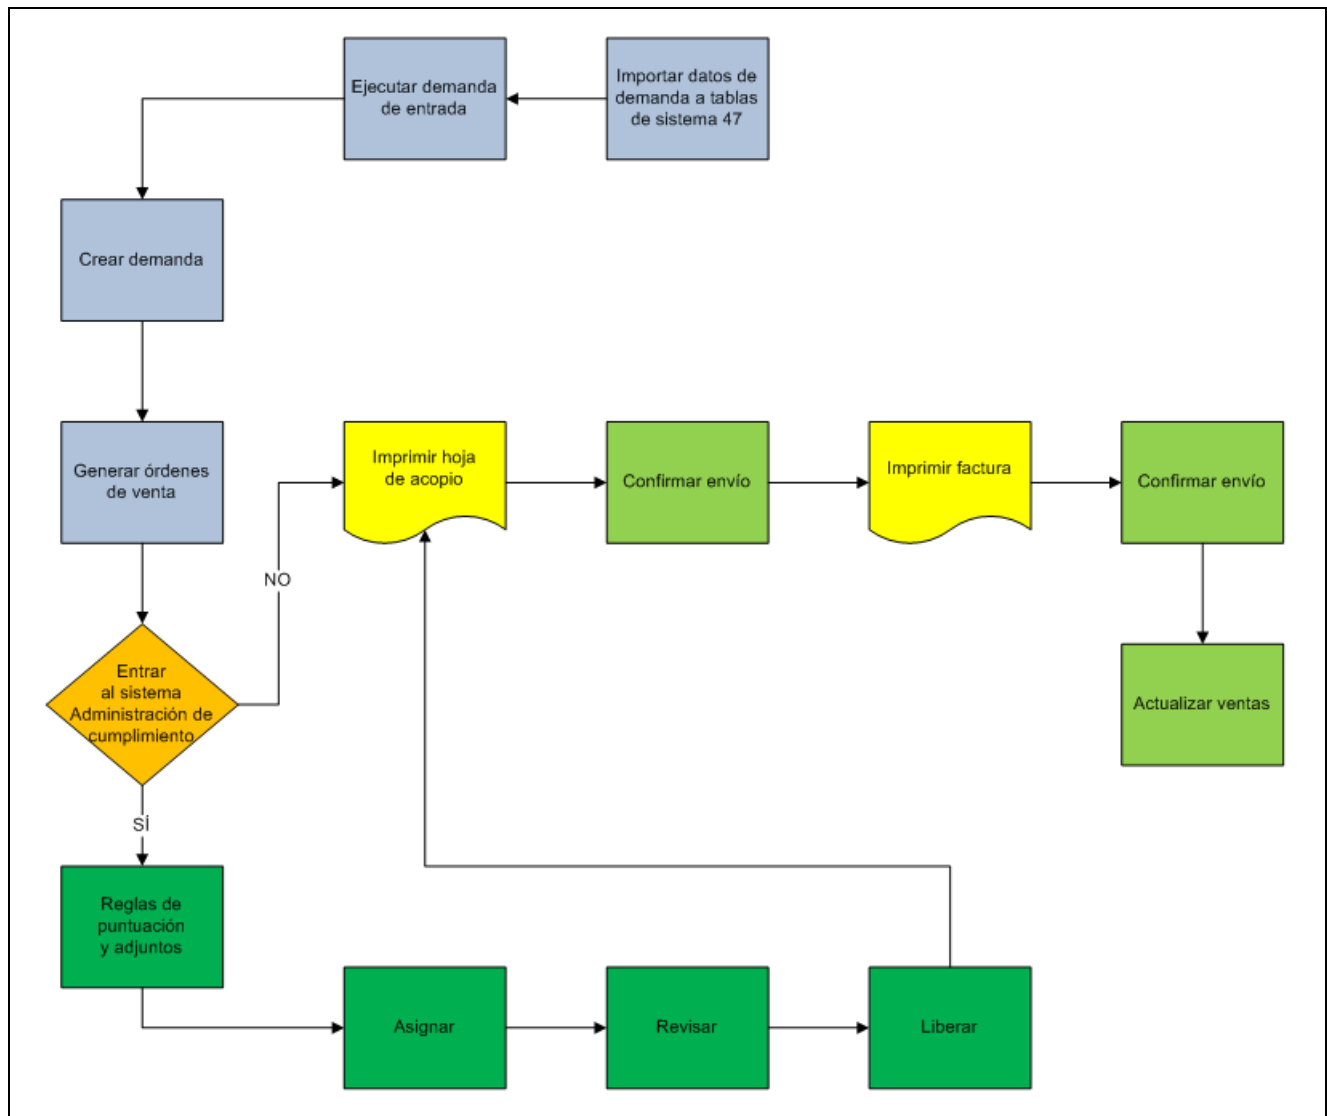 Ejecutar demanda
de entrada
Importar datos de
demanda a tablas
de sistema 47
Crear demanda
Generar órdenes
de venta
Imprimir hoja
de acopio
Confirmar envío
Imprimir factura
Confirmar envío
NO
Entrar
al sistema
Administración de
cumplimiento
Actualizar ventas
SÍ
Reglas de
puntuación
y adjuntos
Asignar
Revisar
Liberar